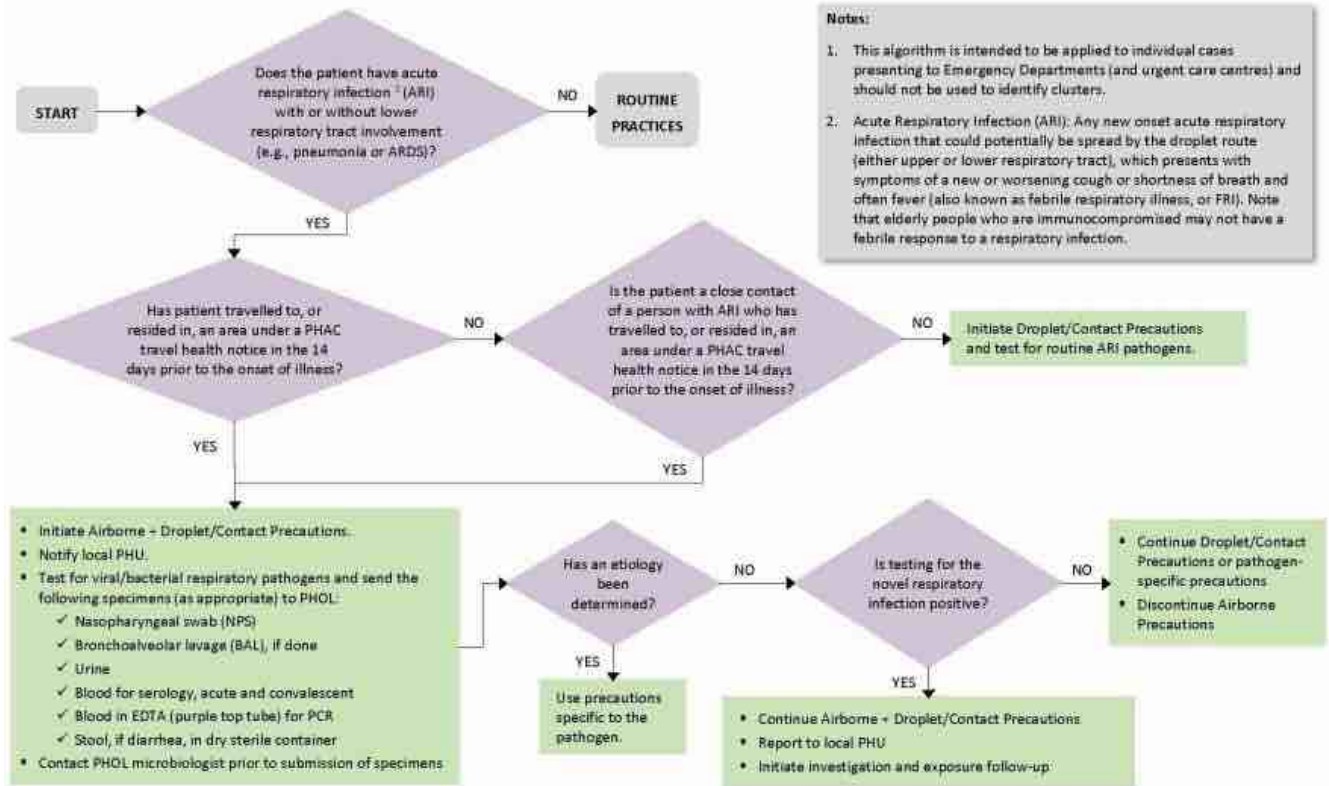 START
Does the patient have acute
respiratory infection ² (ARI)
with or without lower
respiratory tract involvement
(e.g., pneumonia or ARDS)?
NO
ROUTINE
PRACTICES
Notes:
1. This algorithm is intended to be applied to individual cases
presenting to Emergency Departments (and urgent care centres) and
should not be used to identify clusters.
2. Acute Respiratory Infection (ARI): Any new onset acute respiratory
infection that could potentially be spread by the droplet route
(either upper or lower respiratory tract), which presents with
symptoms of a new or worsening cough or shortness of breath and
often fever (also known as febrile respiratory illness, or FRI). Note
that elderly people who are immunocompromised may not have a
febrile response to a respiratory infection.
YES
Has patient travelled to, or
resided in, an area under a PHAC
travel health notice in the 14
days prior to the onset of illness?
NO
Is the patient a close contact
of a person with ARI who has
travelled to, or resided in, an
area under a PHAC travel
health notice in the 14 days
prior to the onset of illness?
NO
Initiate Droplet/Contact Precautions
and test for routine ARI pathogens.
YES
YES
• Initiate Airborne + Droplet/Contact Precautions.
• Notify local PHU.
• Test for viral/bacterial respiratory pathogens and send the
following specimens (as appropriate) to PHOL:
✓ Nasopharyngeal swab (NPS)
✓ Bronchoalveolar lavage (BAL), if done
✓ Urine
✓ Blood for serology, acute and convalescent
✓ Blood in EDTA (purple top tube) for PCR
✓ Stool, if diarrhea, in dry sterile container
• Contact PHOL microbiologist prior to submission of specimens
Has an etiology
been
determined?
NO
YES
Use precautions
specific to the
pathogen.
Is testing for the
novel respiratory
infection positive?
NO
• Continue Droplet/Contact
Precautions or pathogen-
specific precautions
• Discontinue Airborne
Precautions
YES
• Continue Airborne + Droplet/Contact Precautions
• Report to local PHU
• Initiate investigation and exposure follow-up